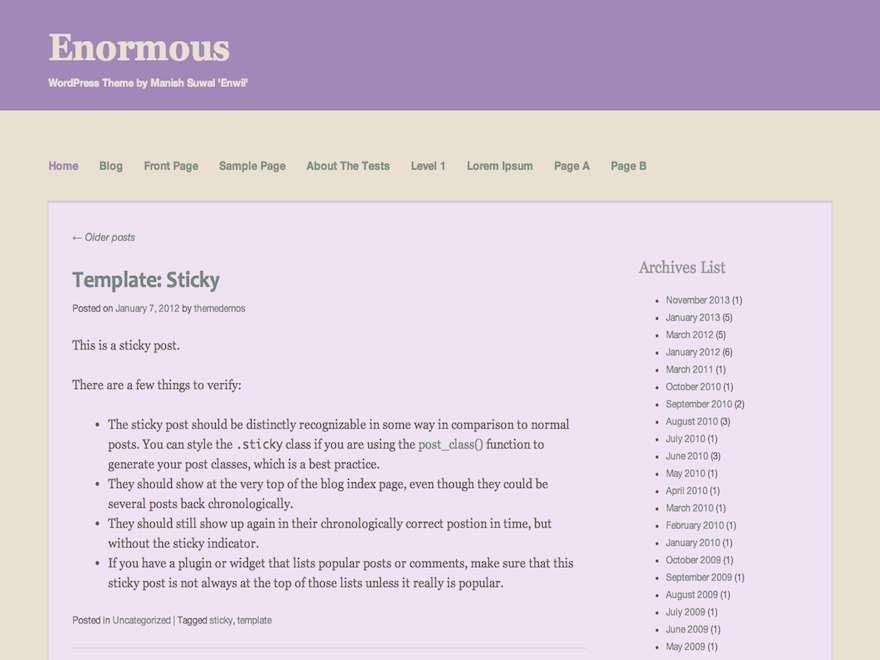 Enormous
WordPress Theme by Manish Suwal 'Enwil'
Home Blog Front Page Sample Page About The Tests Level 1 Lorem Ipsum Page A Page B
← Older posts
Template: Sticky
Posted on January 7, 2012 by themedemos
This is a sticky post.
There are a few things to verify:
• The sticky post should be distinctly recognizable in some way in comparison to normal
posts. You can style the .sticky class if you are using the post_class() function to
generate your post classes, which is a best practice.
• They should show at the very top of the blog index page, even though they could be
several posts back chronologically.
• They should still show up again in their chronologically correct postion in time, but
without the sticky indicator.
• If you have a plugin or widget that lists popular posts or comments, make sure that this
sticky post is not always at the top of those lists unless it really is popular.
Posted in Uncategorized | Tagged sticky, template
Archives List
• November 2013 (1)
• January 2013 (5)
• March 2012 (5)
• January 2012 (6)
• March 2011 (1)
• October 2010 (1)
• September 2010 (2)
• August 2010 (3)
• July 2010 (1)
• June 2010 (3)
• May 2010 (1)
• April 2010 (1)
• March 2010 (1)
• February 2010 (1)
• January 2010 (1)
• October 2009 (1)
• September 2009 (1)
• August 2009 (1)
• July 2009 (1)
• June 2009 (1)
• May 2009 (1)